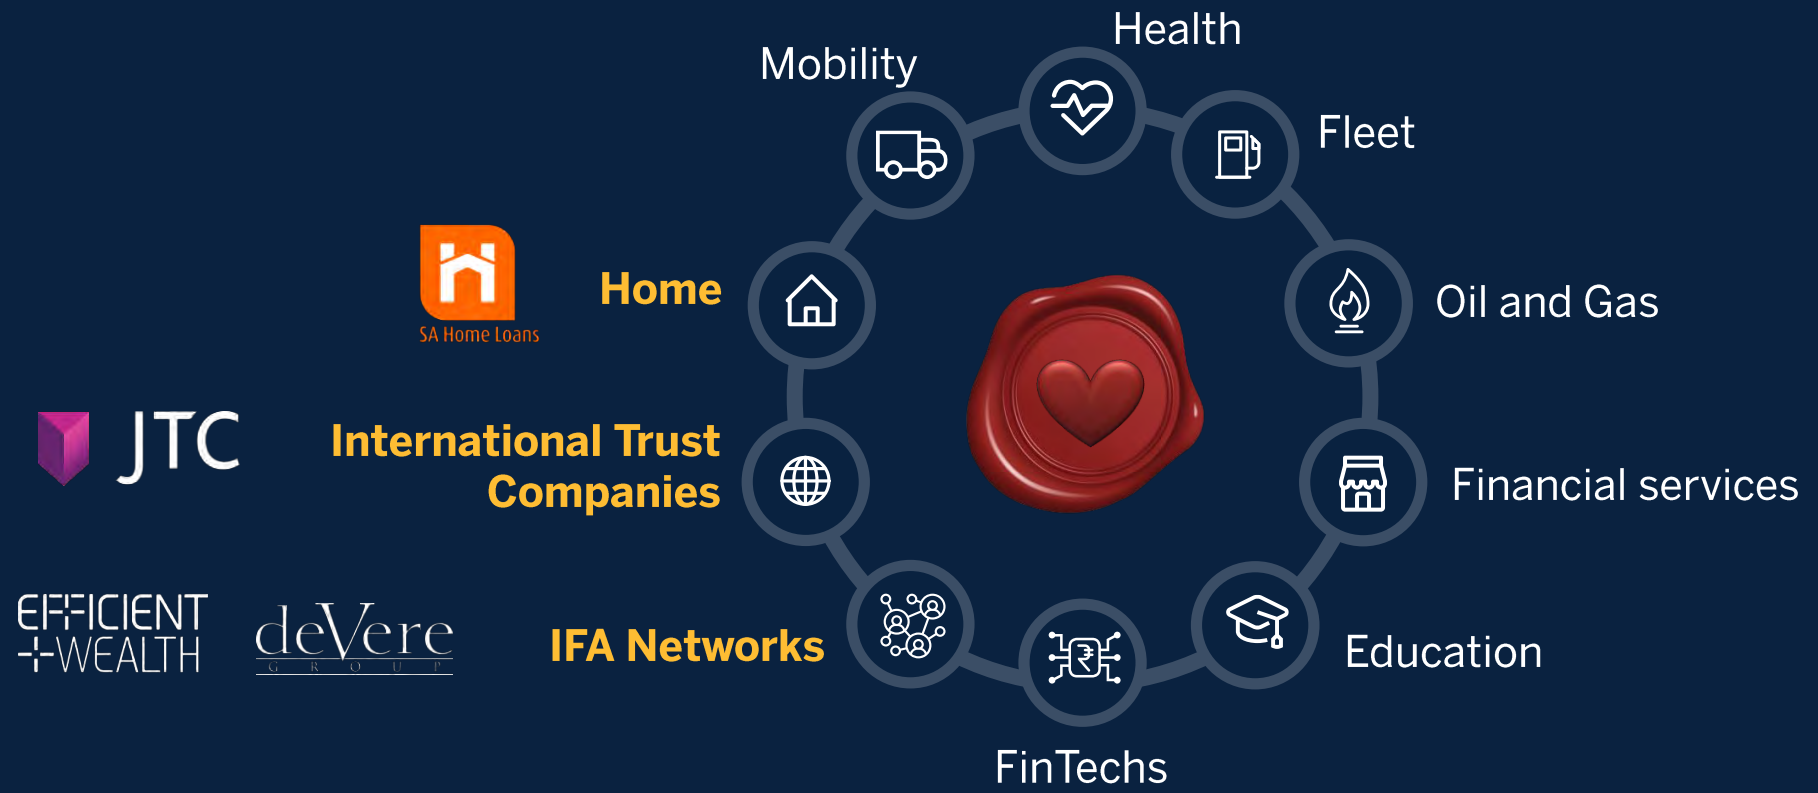 Health
Mobility
Fleet
SA Home Loans
Home
Oil and Gas
JTC
International Trust
Companies
Financial services
EFFICIENT
+WEALTH
deVere
GROUP
IFA Networks
Education
FinTechs